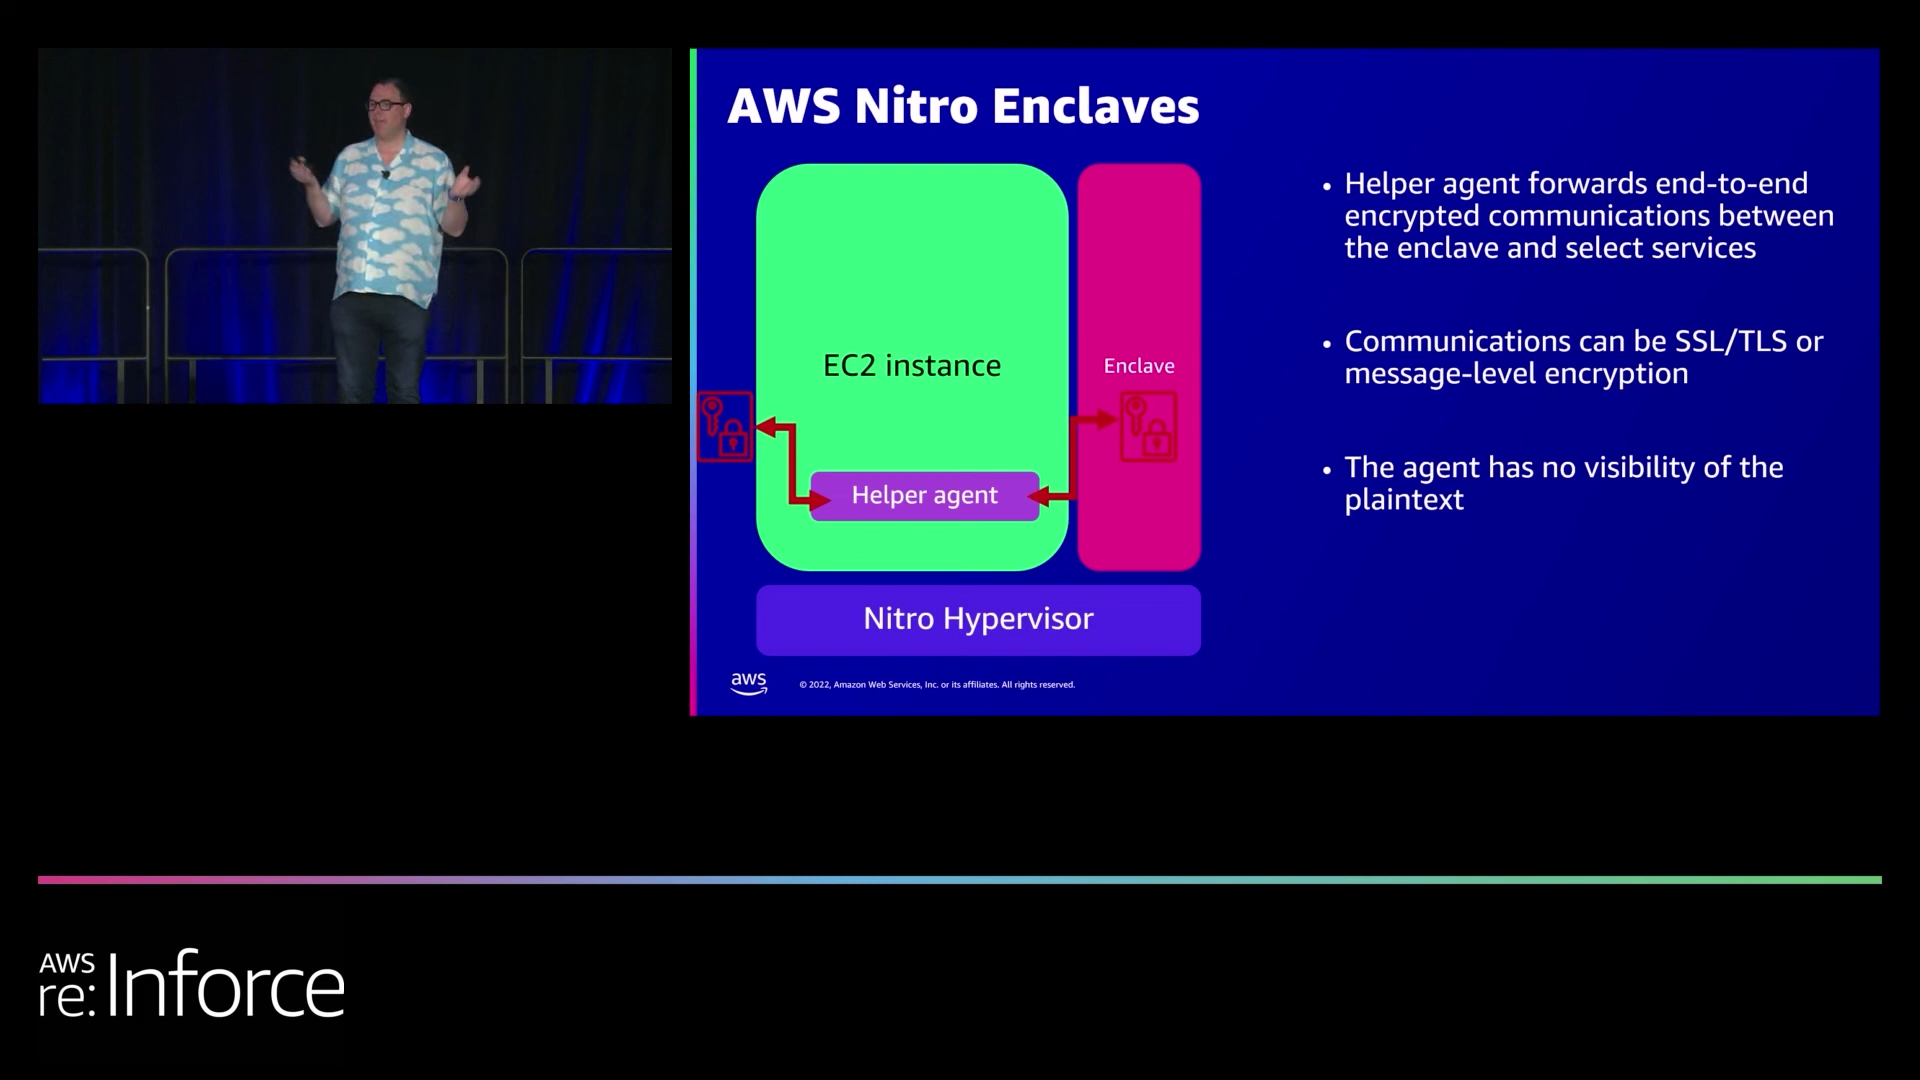 AWS Nitro Enclaves
EC2 instance
Enclave
Helper agent
Nitro Hypervisor
• Helper agent forwards end-to-end
encrypted communications between
the enclave and select services
• Communications can be SSL/TLS or
message-level encryption
• The agent has no visibility of the
plaintext
aws
© 2022, Amazon Web Services, Inc. or its affiliates. All rights reserved.
AWS
re:Inforce